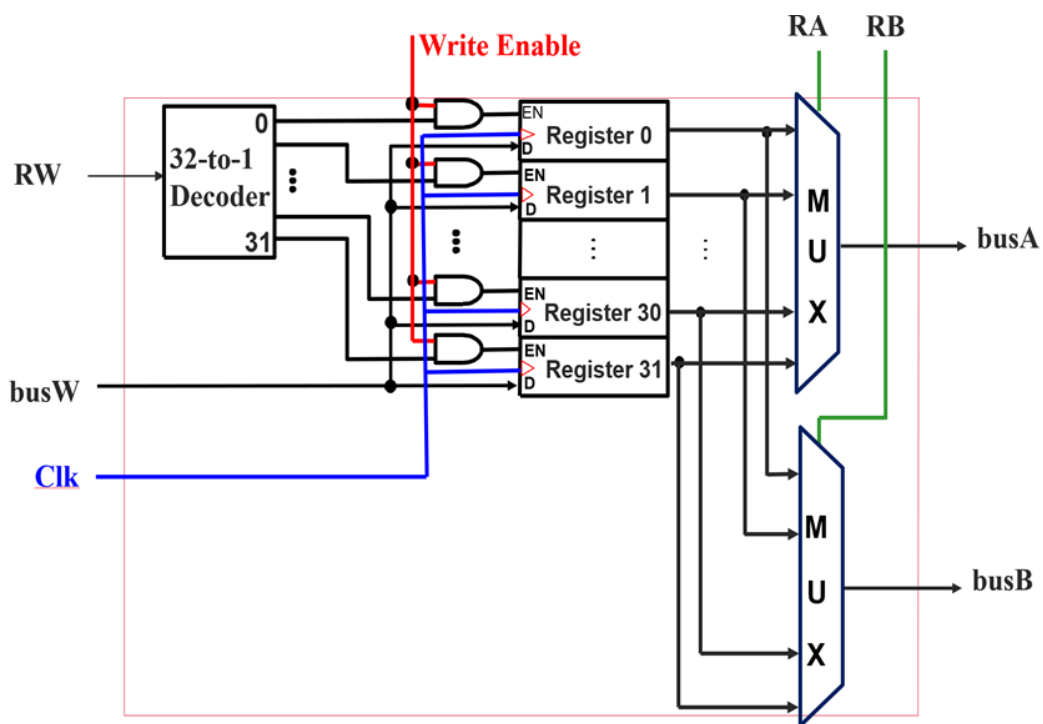 RA
RB
Write Enable
0
32-to-1
Decoder
31
RW
EN
D
Register 0
EN
D
Register 1
EN
D
Register 30
EN
D
Register 31
M
U
X
busA
busW
Clk
M
U
X
busB